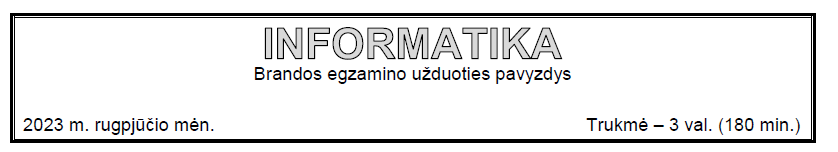 INFORMATIKA
Brandos egzamino užduoties pavyzdys
2023 m. rugpjūčio mėn. Trukmė – 3 val. (180 min.)